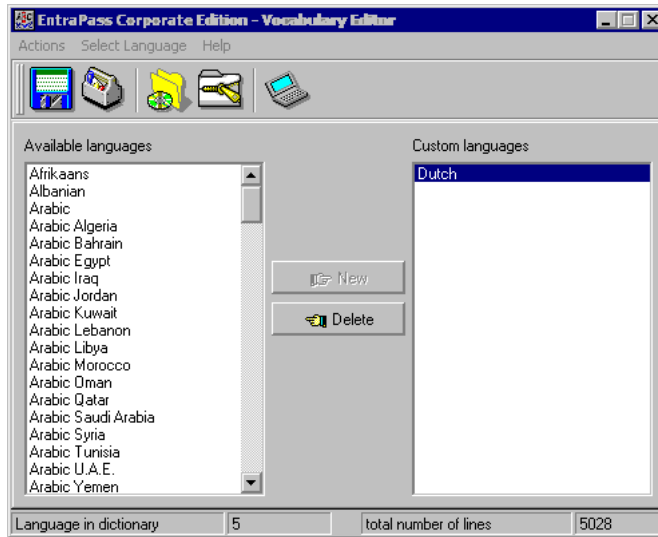 EntraPass Corporate Edition - Vocabulary Editor
Actions Select Language Help
Available languages
Custom languages
Afrikaans
Albanian
Arabic
Arabic Algeria
Arabic Bahrain
Arabic Egypt
Arabic Iraq
Arabic Jordan
Arabic Kuwait
Arabic Lebanon
Arabic Libya
Arabic Morocco
Arabic Oman
Arabic Qatar
Arabic Saudi Arabia
Arabic Syria
Arabic Tunisia
Arabic U.A.E.
Arabic Yemen
New
Delete
Dutch
Language in dictionary 5 total number of lines 5028